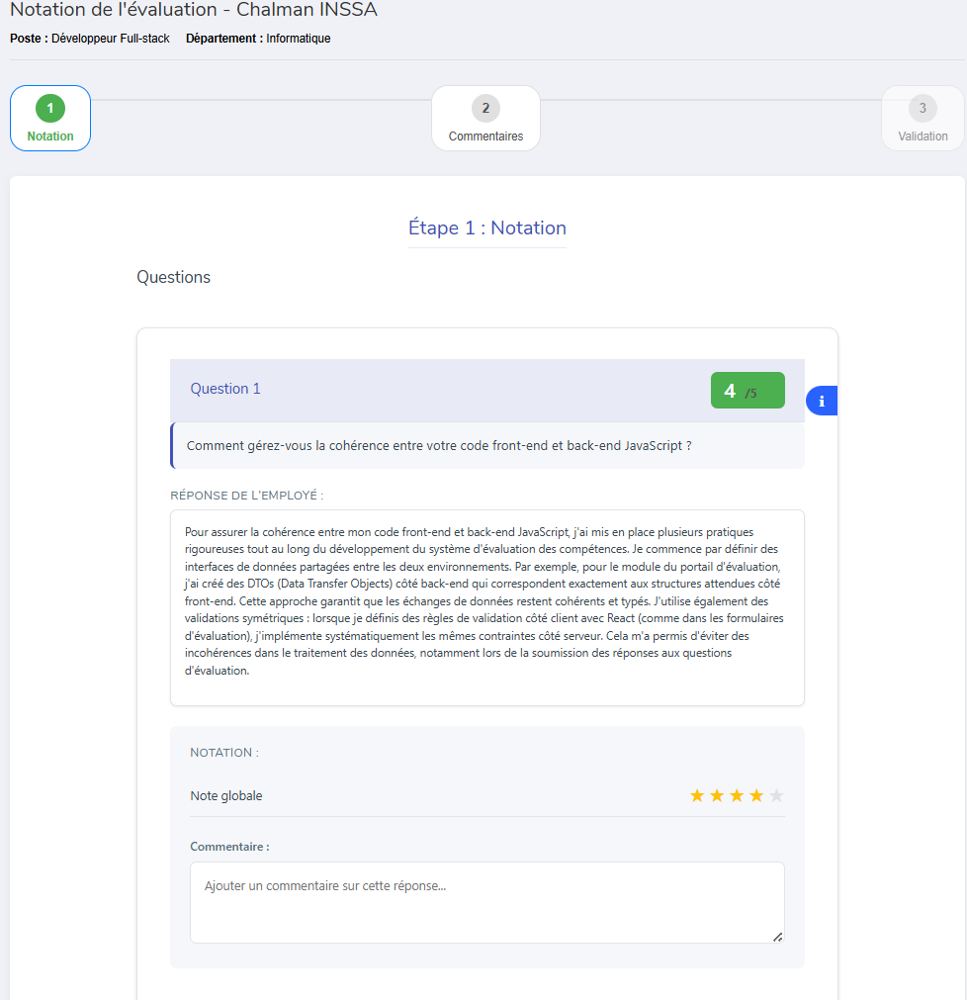 Notation de l'évaluation - Chalman INSSA
Poste : Développeur Full-stack Département : Informatique
1
Notation
2
Commentaires
3
Validation
Étape 1 : Notation
Questions
Question 1
4 /5
i
Comment gérez-vous la cohérence entre votre code front-end et back-end JavaScript ?
RÉPONSE DE L'EMPLOYÉ :
Pour assurer la cohérence entre mon code front-end et back-end JavaScript, j'ai mis en place plusieurs pratiques
rigoureuses tout au long du développement du système d'évaluation des compétences. Je commence par définir des
interfaces de données partagées entre les deux environnements. Par exemple, pour le module du portail d'évaluation,
j'ai créé des DTOs (Data Transfer Objects) côté back-end qui correspondent exactement aux structures attendues côté
front-end. Cette approche garantit que les échanges de données restent cohérents et typés. J'utilise également des
validations symétriques : lorsque je définis des règles de validation côté client avec React (comme dans les formulaires
d'évaluation), j'implémente systématiquement les mêmes contraintes côté serveur. Cela m'a permis d'éviter des
incohérences dans le traitement des données, notamment lors de la soumission des réponses aux questions
d'évaluation.
NOTATION :
Note globale
Commentaire :
Ajouter un commentaire sur cette réponse...